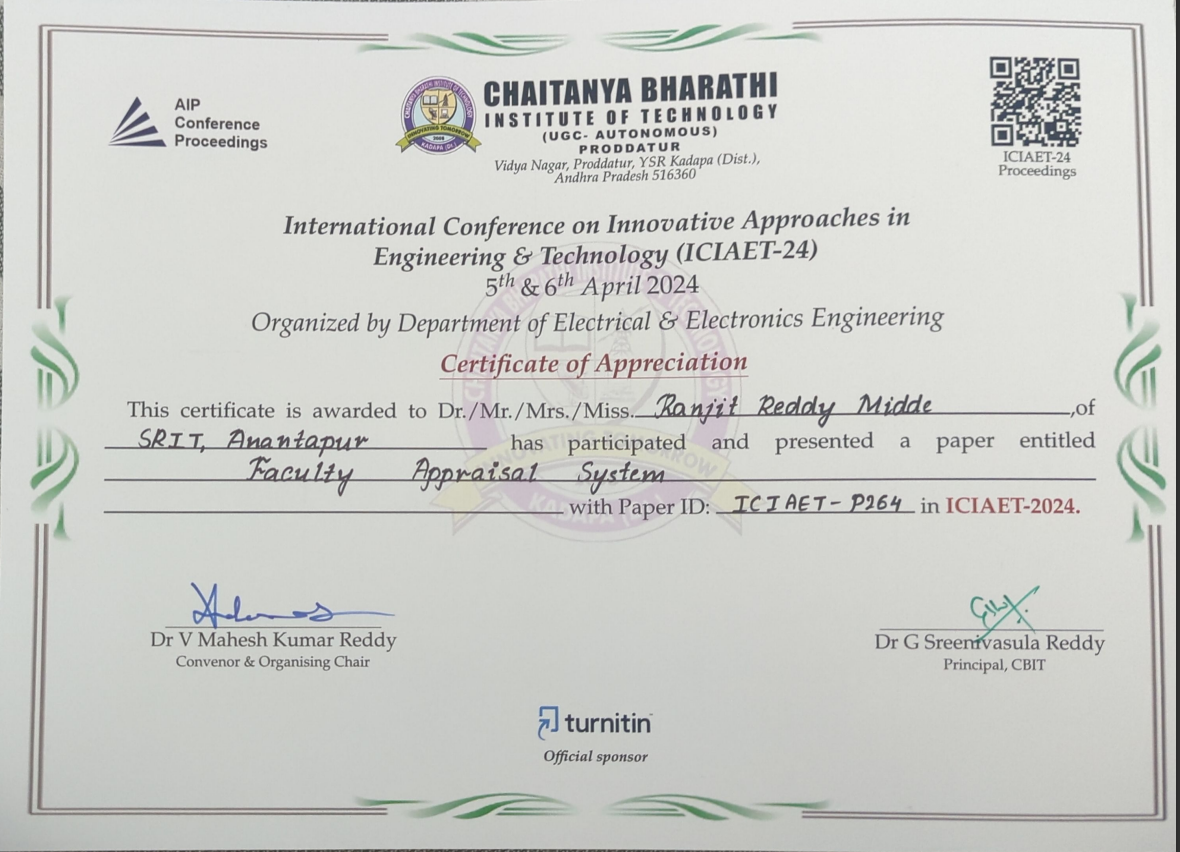 AIP
Conference
Proceedings
CHAITANYA BHARATHI
INSTITUTE OF TECHNOLOGY
(UGC- AUTONOMOUS)
PRODDATUR
Vidya Nagar, Proddatur, YSR Kadapa (Dist.),
Andhra Pradesh 516360
ICIAET-24
Proceedings
International Conference on Innovative Approaches in
Engineering & Technology (ICIAET-24)
5th & 6th April 2024
Organized by Department of Electrical & Electronics Engineering
Certificate of Appreciation
This certificate is awarded to Dr./Mr./Mrs./Miss. Ranjit Reddy Midde ,of
SRIT, Anantapur has participated and presented a paper entitled
Faculty Appraisal System
with Paper ID: ICIAET-P264 in ICIAET-2024.
Dr V Mahesh Kumar Reddy
Convenor & Organising Chair
Dr G Sreenivasula Reddy
Principal, CBIT
turnitin
Official sponsor